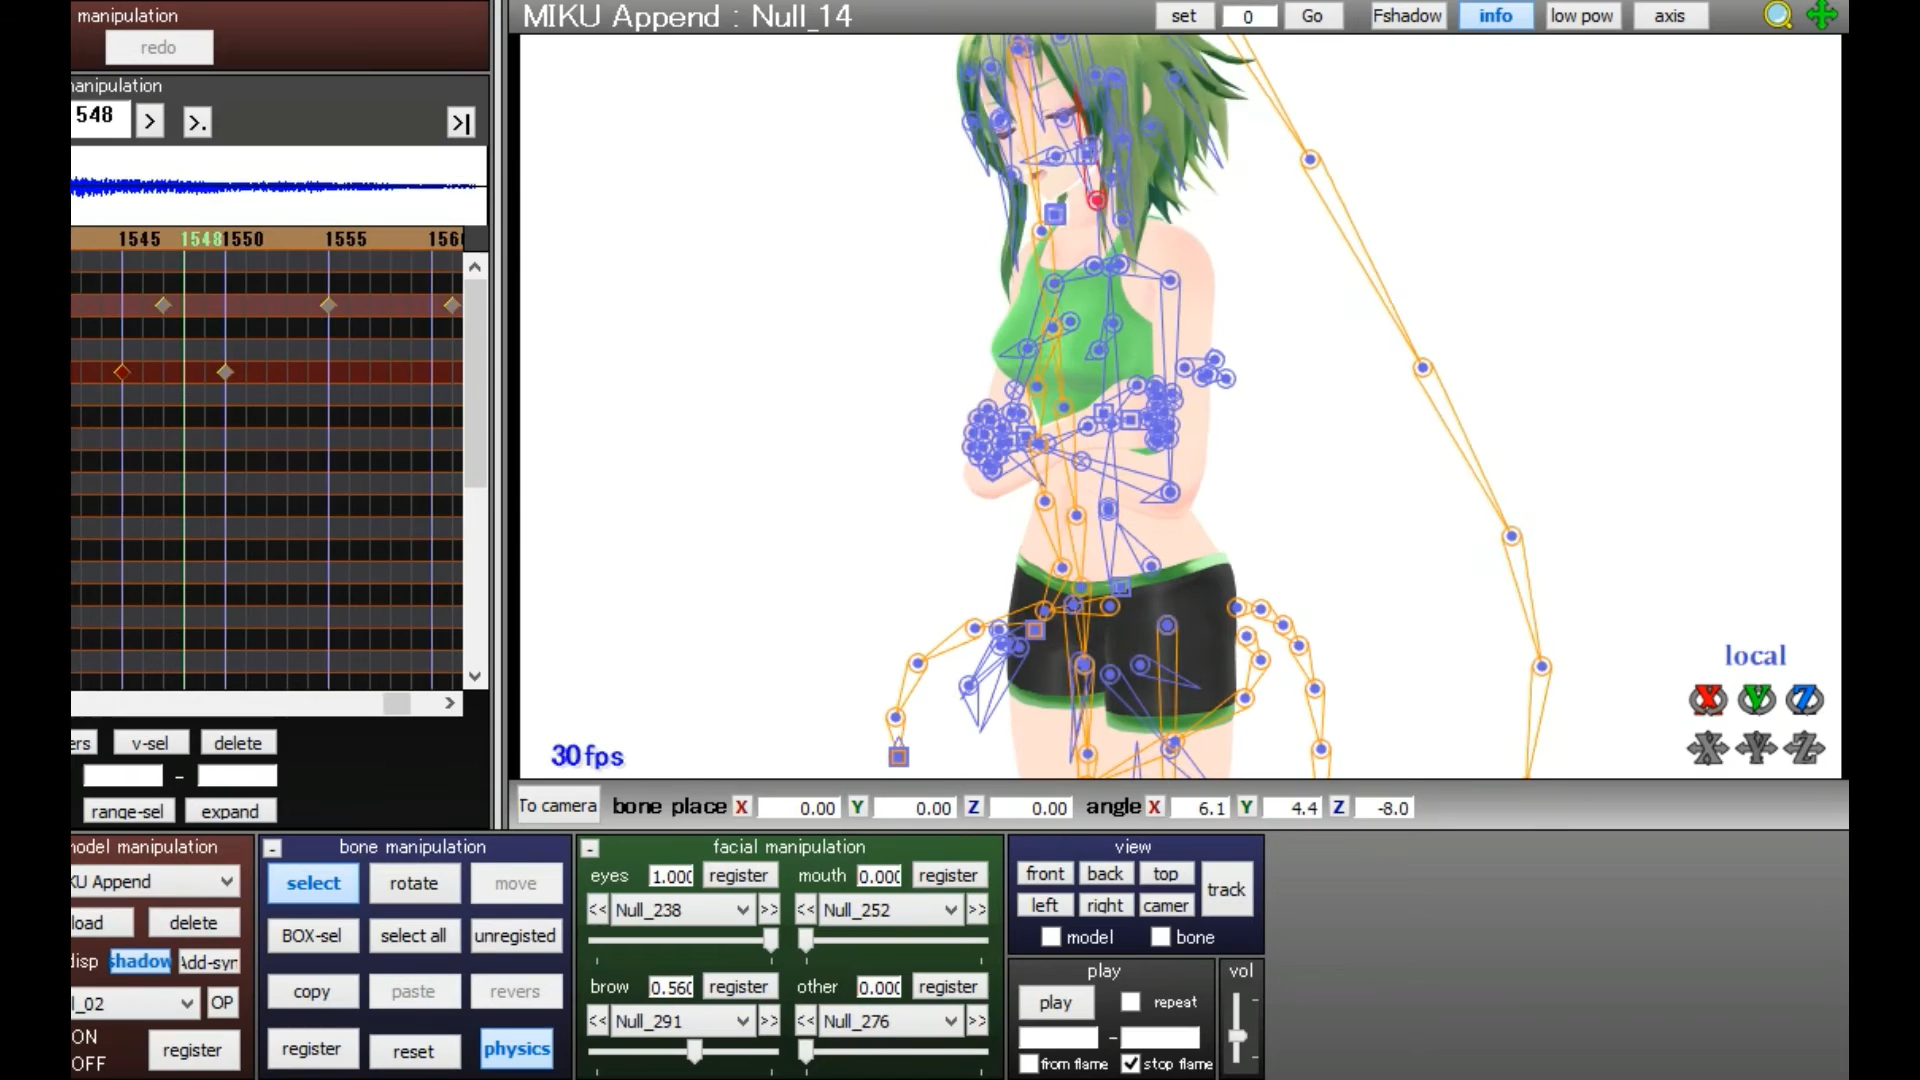 manipulation
redo
MIKU Append : Null_14
set 0 Go Fshadow info low pow axis
anipulation
548 > >. >|
1545 1548 1550 1555 156
ers v-sel delete
-
range-sel expand
30fps
local
X Y Z
X Y Z
To camera bone place X 0.00 Y 0.00 Z 0.00 angle X 6.1 Y 4.4 Z -8.0
nodel manipulation
KU Append
load delete
disp shadow Add-syn
l_02 OP
ON
OFF
register
- bone manipulation
select rotate move
BOX-sel select all unregisted
copy paste revers
register reset physics
- facial manipulation
eyes 1.000 register mouth 0.000 register
<< Null_238 >> << Null_252 >>
brow 0.560 register other 0.000 register
<< Null_291 >> << Null_276 >>
view
front back top
track
left right camer
model bone
play
play repeat
-
from flame stop flame
vol